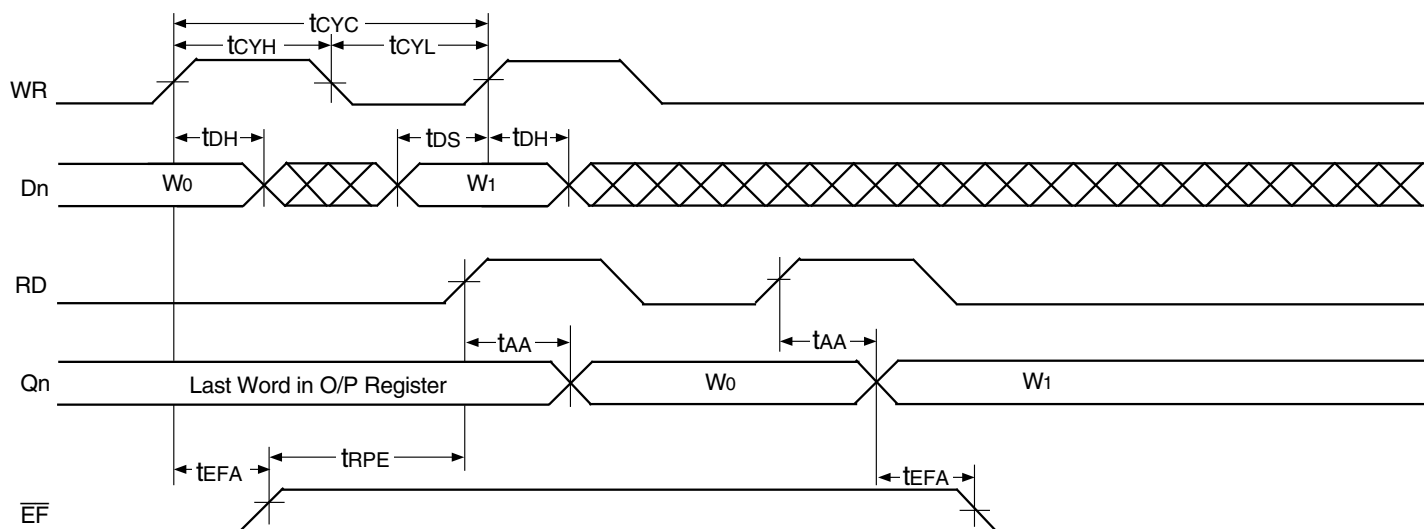 tCYC
tCYH tCYL
WR
tDH tDS tDH
Dn W0 W1
RD
tAA tAA
Qn Last Word in O/P Register W0 W1
tEFA tRPE tEFA
EF